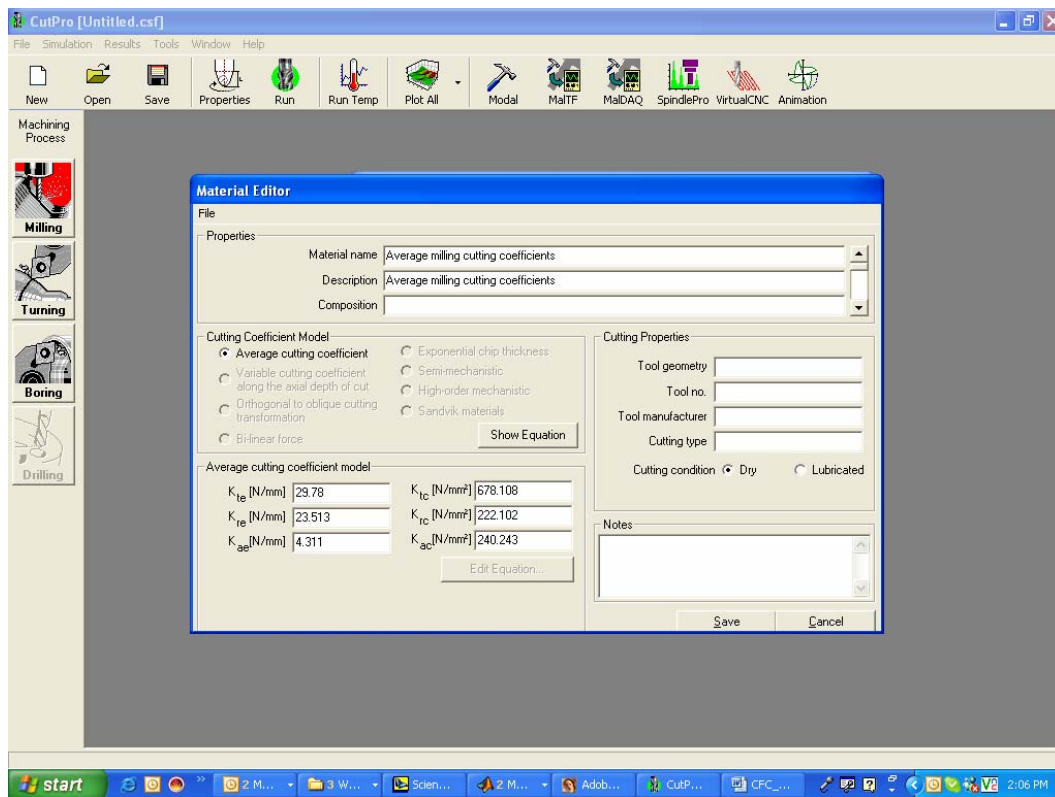 CutPro [Untitled.csf]
File Simulation Results Tools Window Help
New Open Save Properties Run Run Temp Plot All Modal MalTF MalDAQ SpindlePro VirtualCNC Animation
Machining
Process
Milling
Turning
Boring
Drilling
Material Editor
File
Properties
Material name Average milling cutting coefficients
Description Average milling cutting coefficients
Composition
Cutting Coefficient Model
Average cutting coefficient
Variable cutting coefficient
along the axial depth of cut
Orthogonal to oblique cutting
transformation
Bi-linear force
Exponential chip thickness
Semi-mechanistic
High-order mechanistic
Sandvik materials
Show Equation
Average cutting coefficient model
Kte [N/mm] 29.78
Kre [N/mm] 23.513
Kae[N/mm] 4.311
Ktc [N/mm²] 678.108
Krc [N/mm²] 222.102
Kac[N/mm²] 240.243
Edit Equation...
Cutting Properties
Tool geometry
Tool no.
Tool manufacturer
Cutting type
Cutting condition Dry Lubricated
Notes
Save Cancel
start 2 M... 3 W... Scien... 2 M... Adob... CutP... CFC_... 2:06 PM